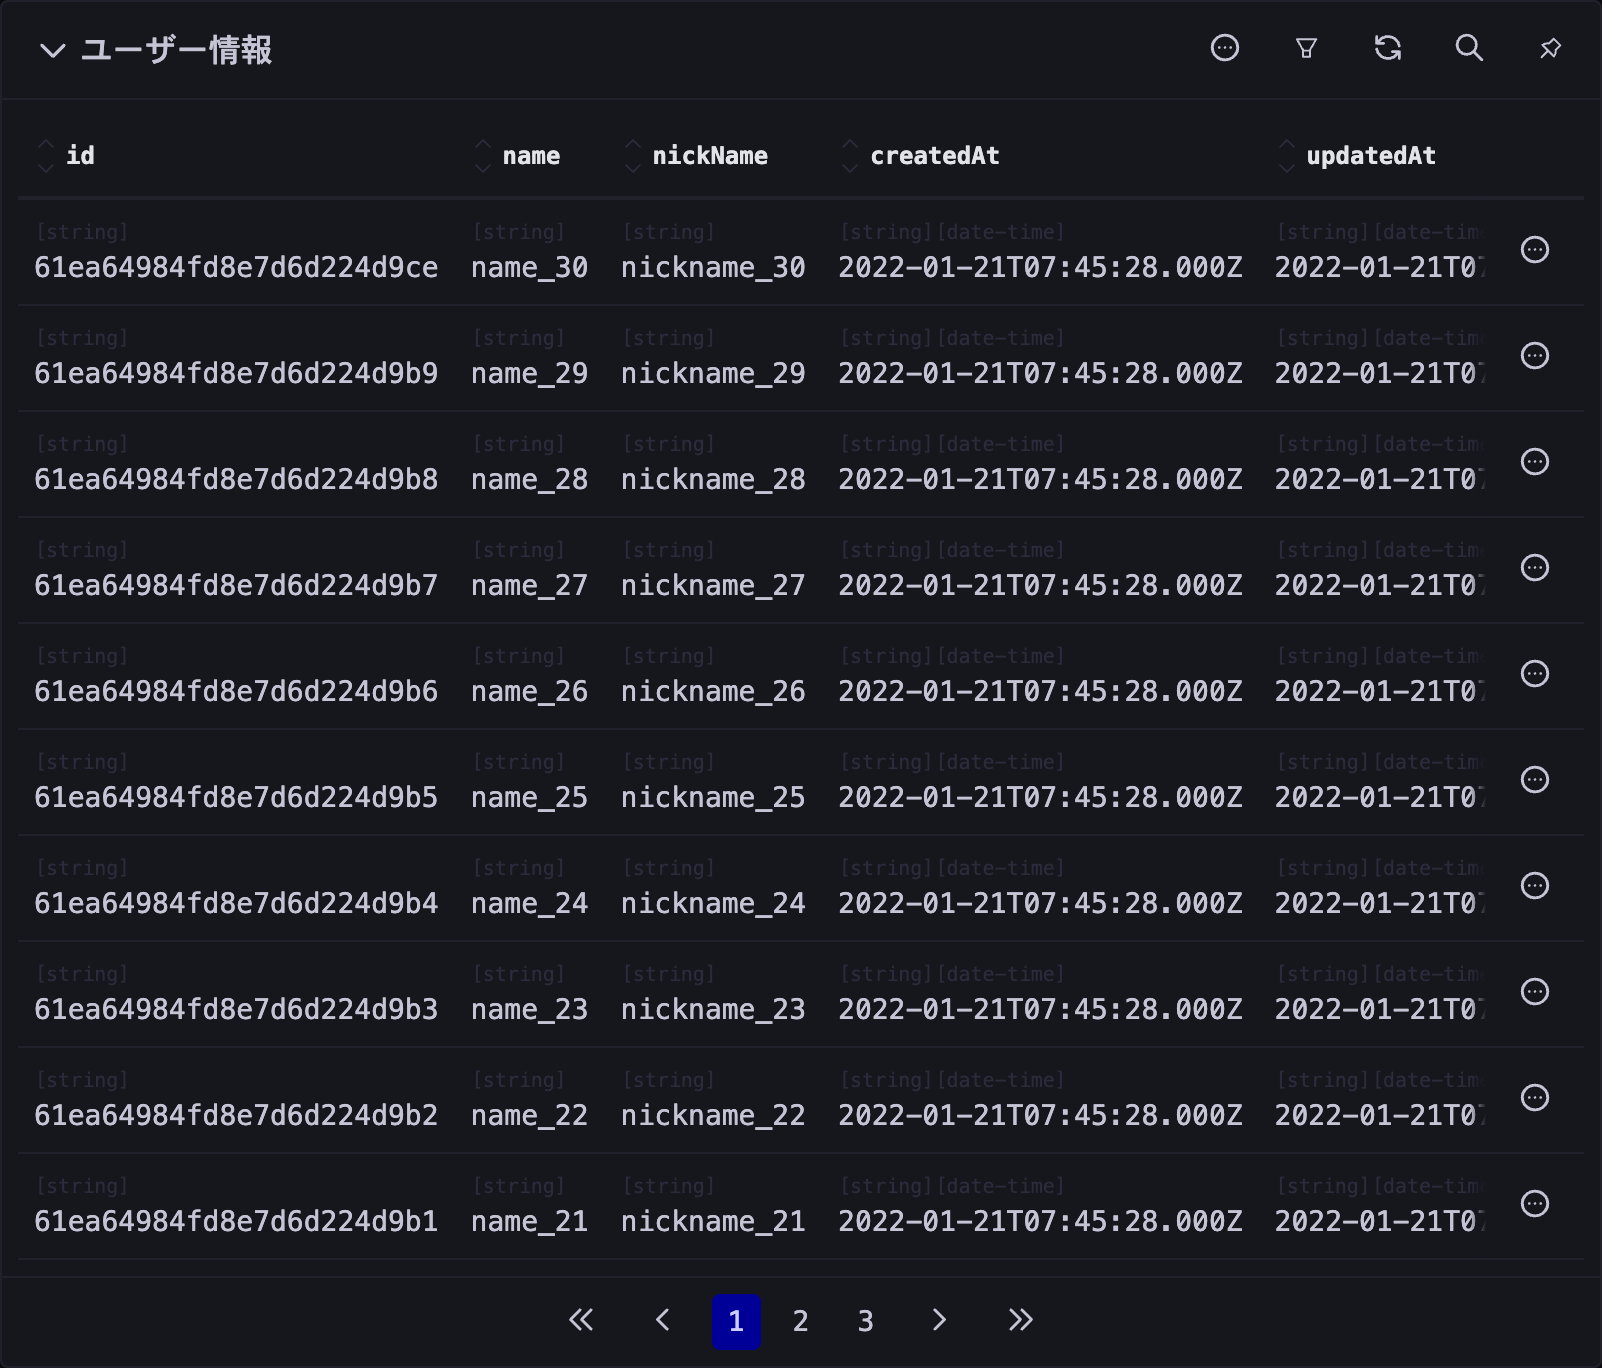 ユーザー情報
id name nickName createdAt updatedAt
[string] [string] [string] [string][date-time] [string][date-tim
61ea64984fd8e7d6d224d9ce name_30 nickname_30 2022-01-21T07:45:28.000Z 2022-01-21T07
[string] [string] [string] [string][date-time] [string][date-tim
61ea64984fd8e7d6d224d9b9 name_29 nickname_29 2022-01-21T07:45:28.000Z 2022-01-21T07
[string] [string] [string] [string][date-time] [string][date-tim
61ea64984fd8e7d6d224d9b8 name_28 nickname_28 2022-01-21T07:45:28.000Z 2022-01-21T07
[string] [string] [string] [string][date-time] [string][date-tim
61ea64984fd8e7d6d224d9b7 name_27 nickname_27 2022-01-21T07:45:28.000Z 2022-01-21T07
[string] [string] [string] [string][date-time] [string][date-tim
61ea64984fd8e7d6d224d9b6 name_26 nickname_26 2022-01-21T07:45:28.000Z 2022-01-21T07
[string] [string] [string] [string][date-time] [string][date-tim
61ea64984fd8e7d6d224d9b5 name_25 nickname_25 2022-01-21T07:45:28.000Z 2022-01-21T07
[string] [string] [string] [string][date-time] [string][date-tim
61ea64984fd8e7d6d224d9b4 name_24 nickname_24 2022-01-21T07:45:28.000Z 2022-01-21T07
[string] [string] [string] [string][date-time] [string][date-tim
61ea64984fd8e7d6d224d9b3 name_23 nickname_23 2022-01-21T07:45:28.000Z 2022-01-21T07
[string] [string] [string] [string][date-time] [string][date-tim
61ea64984fd8e7d6d224d9b2 name_22 nickname_22 2022-01-21T07:45:28.000Z 2022-01-21T07
[string] [string] [string] [string][date-time] [string][date-tim
61ea64984fd8e7d6d224d9b1 name_21 nickname_21 2022-01-21T07:45:28.000Z 2022-01-21T07
1 2 3